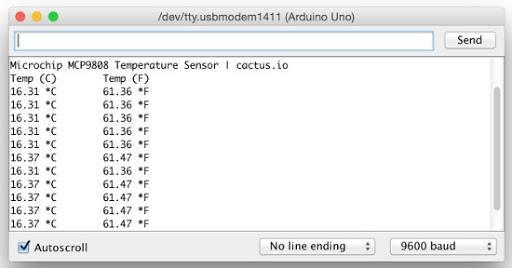 /dev/tty.usbmodem1411 (Arduino Uno)
Send
Microchip MCP9808 Temperature Sensor | cactus.io
Temp (C) Temp (F)
16.31 *C 61.36 *F
16.31 *C 61.36 *F
16.31 *C 61.36 *F
16.31 *C 61.36 *F
16.31 *C 61.36 *F
16.37 *C 61.47 *F
16.31 *C 61.36 *F
16.37 *C 61.47 *F
16.37 *C 61.47 *F
16.37 *C 61.47 *F
16.37 *C 61.47 *F
Autoscroll No line ending 9600 baud